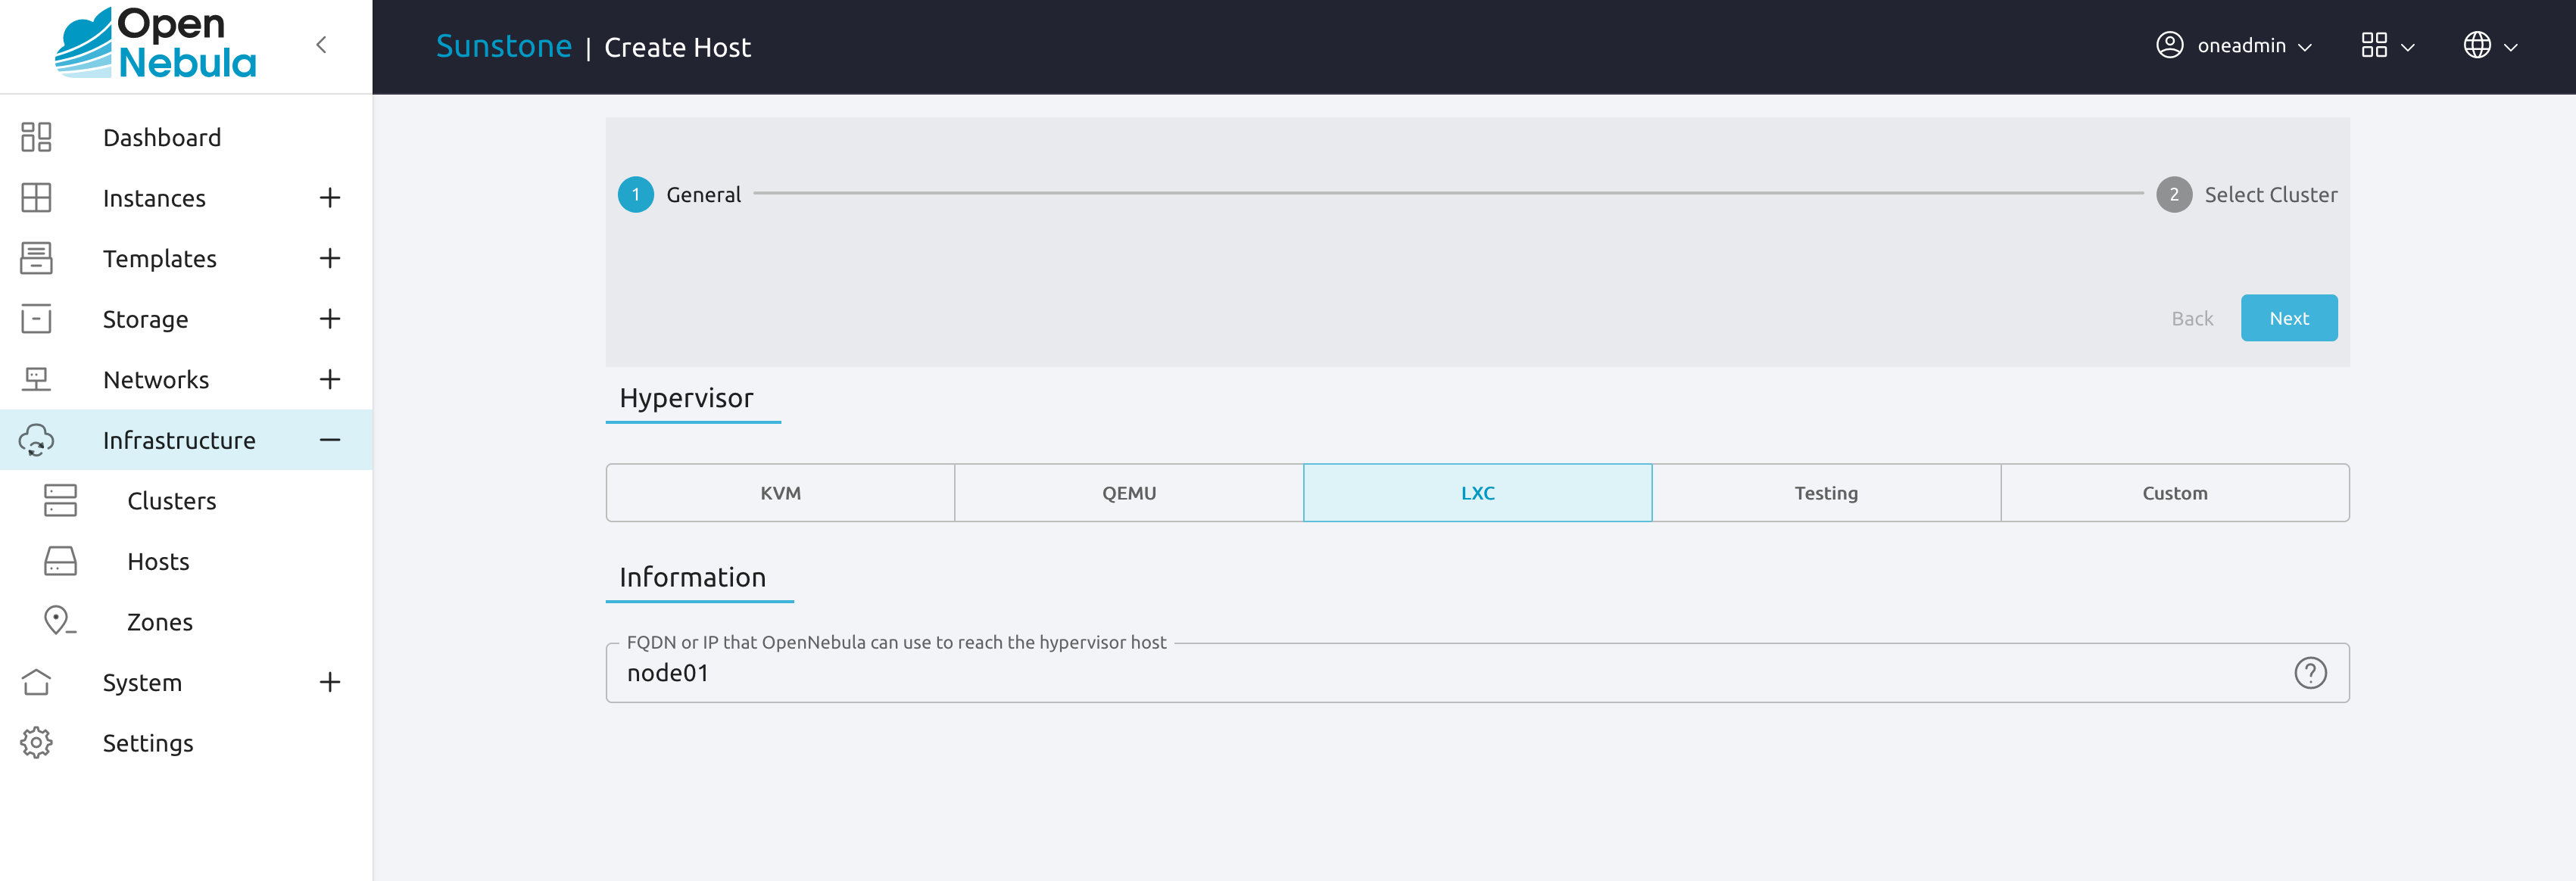 Open
Nebula
Sunstone | Create Host
oneadmin
Dashboard
Instances
Templates
Storage
Networks
Infrastructure
Clusters
Hosts
Zones
System
Settings
1 General
2 Select Cluster
Back
Next
Hypervisor
KVM
QEMU
LXC
Testing
Custom
Information
FQDN or IP that OpenNebula can use to reach the hypervisor host
node01